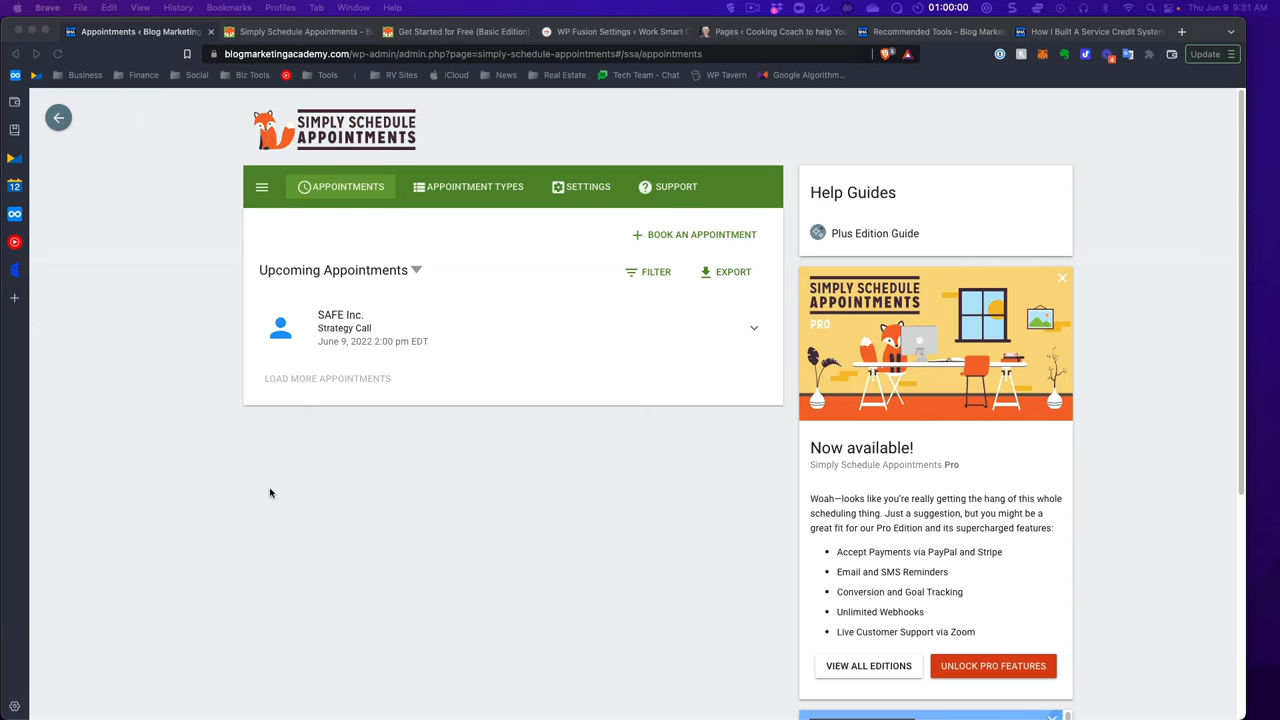 Brave File Edit View History Bookmarks Profiles Tab Window Help 01:00:00 Thu Jun 9 9:31 AM
Appointments ‹ Blog Marketing
Simply Schedule Appointments - B
Get Started for Free (Basic Edition)
WP Fusion Settings ‹ Work Smart C
Pages ‹ Cooking Coach to help You
Recommended Tools - Blog Market
How I Built A Service Credit System
blogmarketingacademy.com/wp-admin/admin.php?page=simply-schedule-appointments#/ssa/appointments
Update
Business Finance Social Biz Tools Tools RV Sites iCloud News Real Estate Tech Team - Chat WP Tavern Google Algorithm...
SIMPLY SCHEDULE
APPOINTMENTS
APPOINTMENTS APPOINTMENT TYPES SETTINGS SUPPORT
BOOK AN APPOINTMENT
Upcoming Appointments
FILTER EXPORT
SAFE Inc.
Strategy Call
June 9, 2022 2:00 pm EDT
LOAD MORE APPOINTMENTS
12
Help Guides
Plus Edition Guide
SIMPLY SCHEDULE
APPOINTMENTS
PRO
Now available!
Simply Schedule Appointments Pro
Woah—looks like you're really getting the hang of this whole
scheduling thing. Just a suggestion, but you might be a
great fit for our Pro Edition and its supercharged features:
• Accept Payments via PayPal and Stripe
• Email and SMS Reminders
• Conversion and Goal Tracking
• Unlimited Webhooks
• Live Customer Support via Zoom
VIEW ALL EDITIONS UNLOCK PRO FEATURES